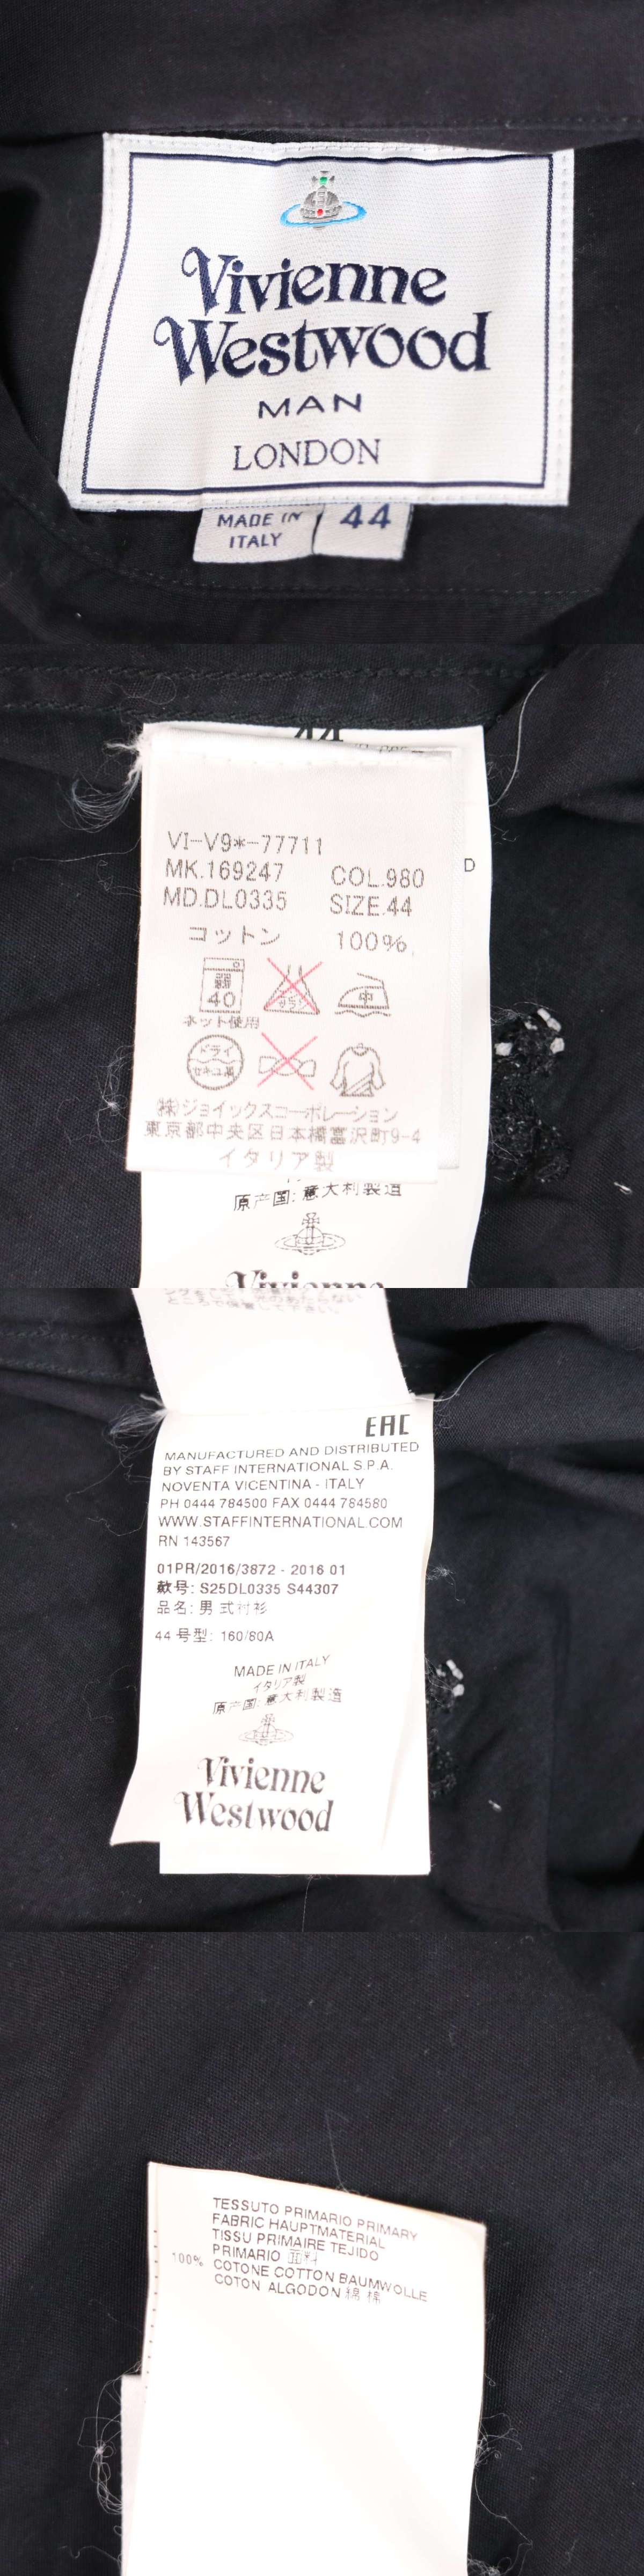 Vivienne
Westwood
MAN
LONDON
MADE IN
ITALY
44
44
VI-V9*-77711
MK.169247 COL.980
MD.DL0335 SIZE.44
コットン 100%
D
40
中
ネット使用
ドライ
セキユ系
(株)ジョイックスコーポレーション
東京都中央区日本橋富沢町9-4
イタリア製
原产国: 意大利製造
Vivienne
EAC
MANUFACTURED AND DISTRIBUTED
BY STAFF INTERNATIONAL S.P.A.
NOVENTA VICENTINA - ITALY
PH 0444 784500 FAX 0444 784580
WWW.STAFFINTERNATIONAL.COM
RN 143567
01PR/2016/3872 - 2016 01
款号: S25DL0335 S44307
品名: 男式衬衫
44 号型: 160/80A
MADE IN ITALY
イタリア製
原产国: 意大利製造
Vivienne
Westwood
TESSUTO PRIMARIO PRIMARY
FABRIC HAUPTMATERIAL
TISSU PRIMAIRE TEJIDO
PRIMARIO 面料
100% COTONE COTTON BAUMWOLLE
COTON ALGODON 綿 棉